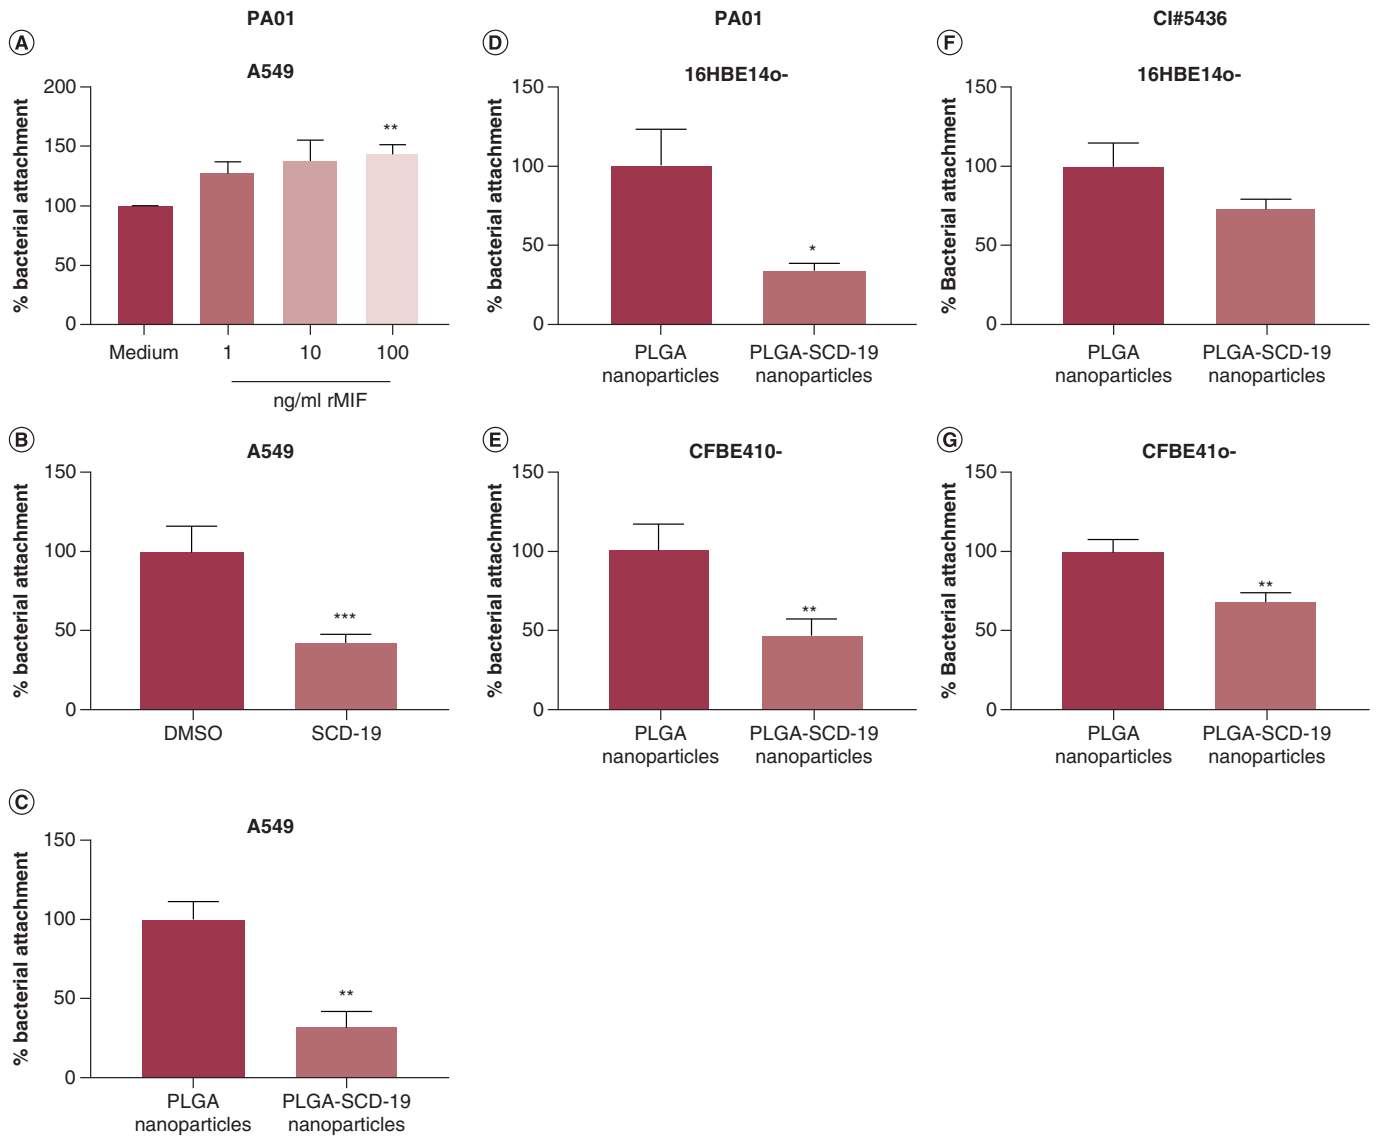 PA01
A
A549
% bacterial attachment
200
150
100
50
0
**
Medium 1 10 100
ng/ml rMIF
B
A549
% bacterial attachment
150
100
50
0
***
DMSO SCD-19
C
A549
% bacterial attachment
150
100
50
0
**
PLGA PLGA-SCD-19
nanoparticles nanoparticles
PA01
D
16HBE14o-
% bacterial attachment
150
100
50
0
*
PLGA PLGA-SCD-19
nanoparticles nanoparticles
E
CFBE410-
% bacterial attachment
150
100
50
0
**
PLGA PLGA-SCD-19
nanoparticles nanoparticles
CI#5436
F
16HBE14o-
% Bacterial attachment
150
100
50
0
PLGA PLGA-SCD-19
nanoparticles nanoparticles
G
CFBE41o-
% Bacterial attachment
150
100
50
0
**
PLGA PLGA-SCD-19
nanoparticles nanoparticles